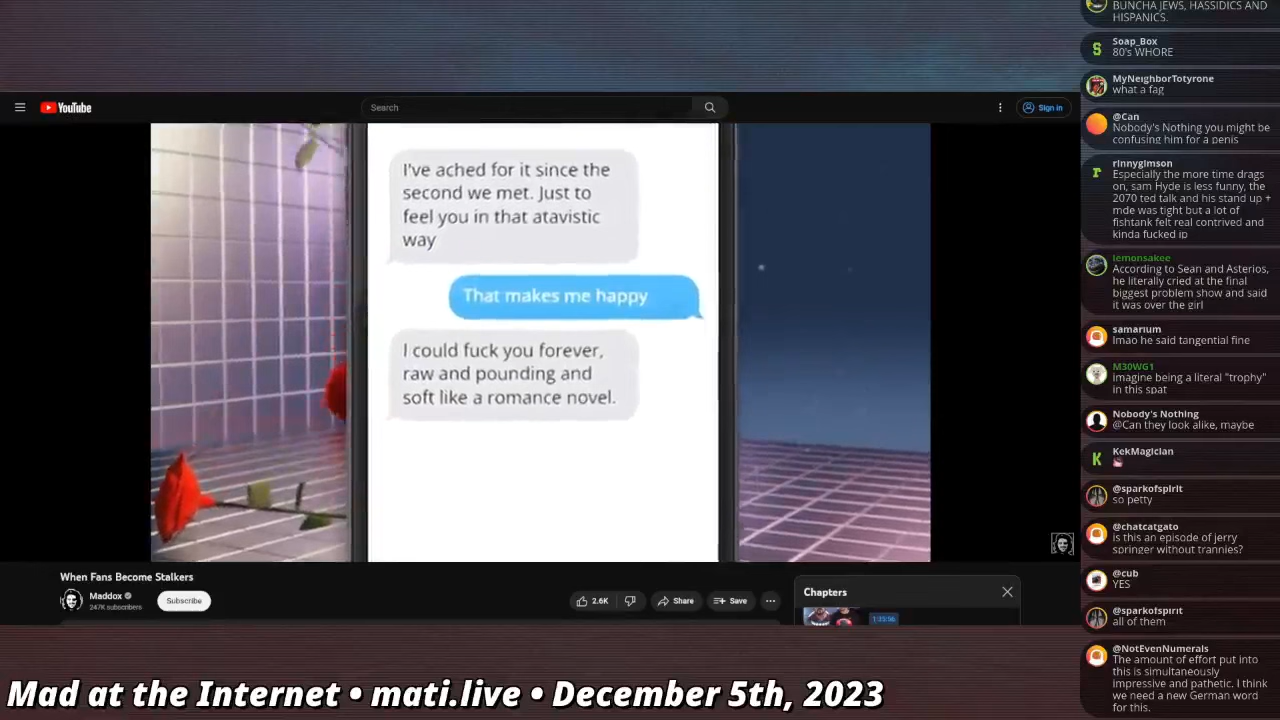 YouTube
Search
Sign in
I've ached for it since the
second we met. Just to
feel you in that atavistic
way
That makes me happy
I could fuck you forever,
raw and pounding and
soft like a romance novel.
When Fans Become Stalkers
Maddox
247K subscribers
Subscribe
2.6K
Share
Save
Chapters
1:35:56
Mad at the Internet • mati.live • December 5th, 2023
BUNCHA JEWS, HASSIDICS AND
HISPANICS.
Soap_Box
80's WHORE
MyNeighborTotyrone
what a fag
@Can
Nobody's Nothing you might be
confusing him for a penis
rinnygimson
Especially the more time drags
on, sam Hyde is less funny, the
2070 ted talk and his stand up +
mde was tight but a lot of
fishtank felt real contrived and
kinda fucked ip
lemonsakee
According to Sean and Asterios,
he literally cried at the final
biggest problem show and said
it was over the girl
samarium
lmao he said tangential fine
M30WG1
imagine being a literal "trophy"
in this spat
Nobody's Nothing
@Can they look alike, maybe
KekMagician
@sparkofspirit
so petty
@chatcatgato
is this an episode of jerry
springer without trannies?
@cub
YES
@sparkofspirit
all of them
@NotEvenNumerals
The amount of effort put into
this is simultaneously
impressive and pathetic. I think
we need a new German word
for this.